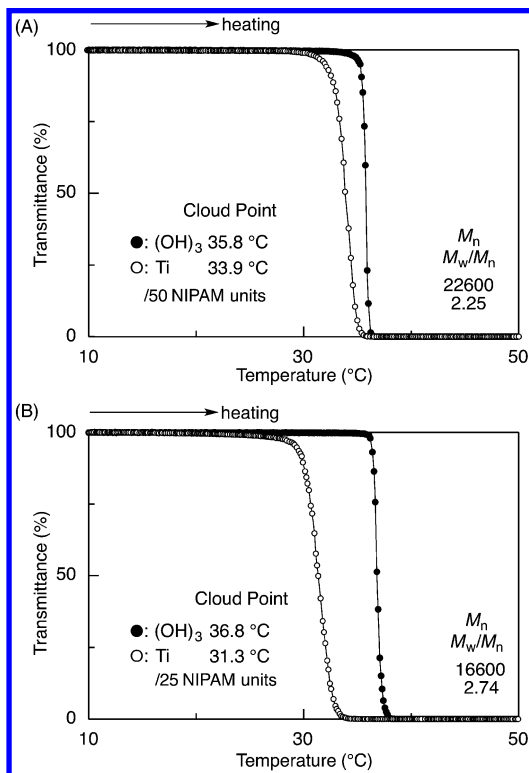 (A)
heating
100
50
0
Transmittance (%)
Cloud Point
●: (OH)₃ 35.8 °C
○: Ti 33.9 °C
/50 NIPAM units
Mn
Mw/Mn
22600
2.25
10 30 50
Temperature (°C)
(B)
heating
100
50
0
Transmittance (%)
Cloud Point
●: (OH)₃ 36.8 °C
○: Ti 31.3 °C
/25 NIPAM units
Mn
Mw/Mn
16600
2.74
10 30 50
Temperature (°C)